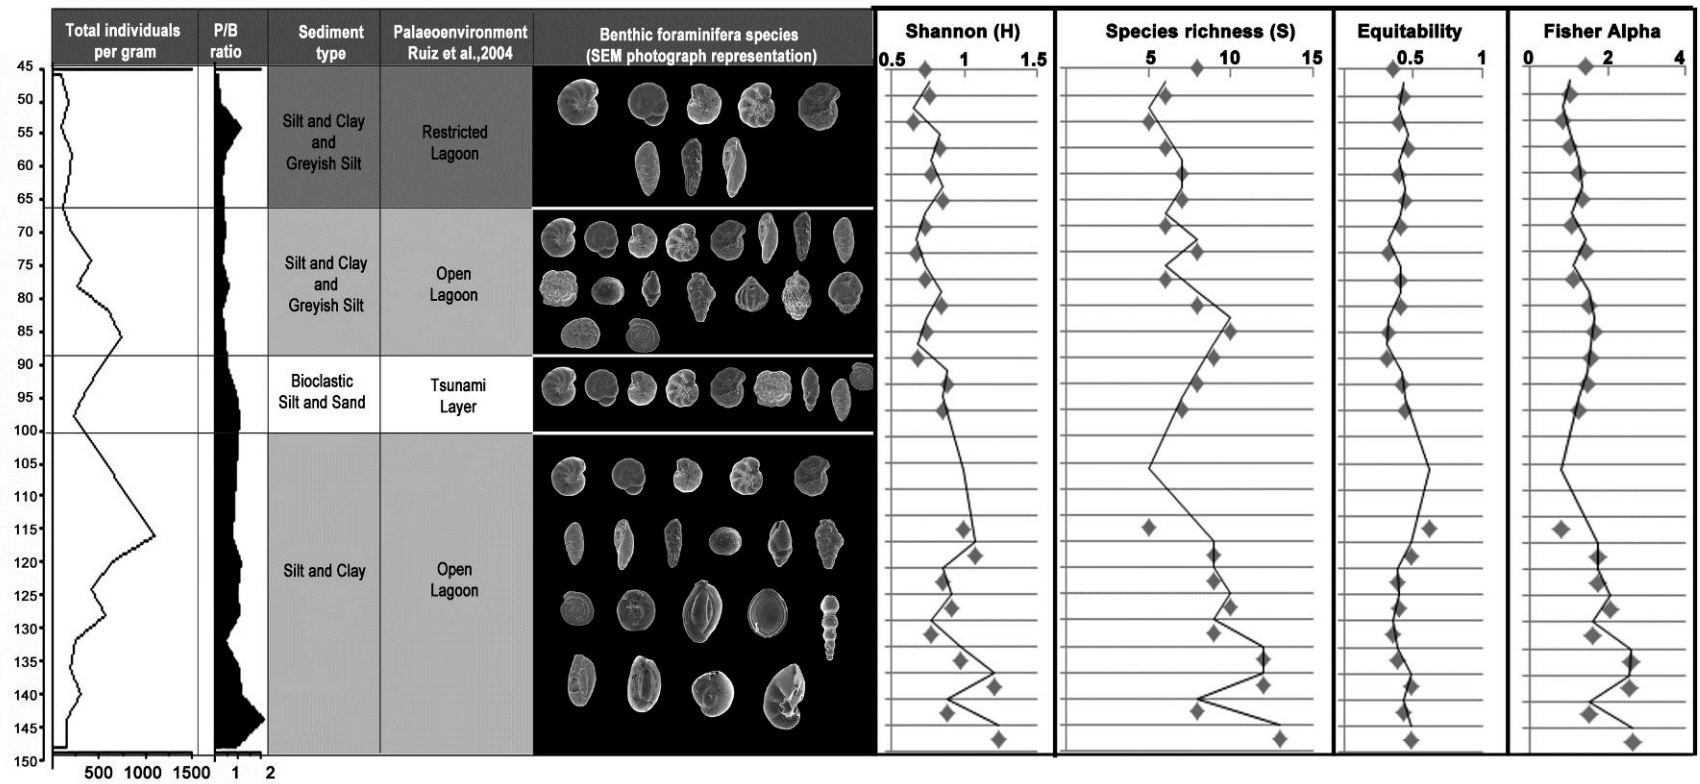 Total individuals
per gram
P/B
ratio
Sediment
type
Palaoenvironment
Ruiz et al.,2004
Benthic foraminifera species
(SEM photograph representation)
Shannon (H)
Species richness (S)
Equitability
Fisher Alpha
0.5 1 1.5
5 10 15
0.5 1
0 2 4
45
50
55
60
65
70
75
80
85
90
95
100
105
110
115
120
125
130
135
140
145
150
Silt and Clay
and
Greyish Silt
Restricted
Lagoon
Silt and Clay
and
Greyish Silt
Open
Lagoon
Bioclastic
Silt and Sand
Tsunami
Layer
Silt and Clay
Open
Lagoon
500 1000 1500 1 2